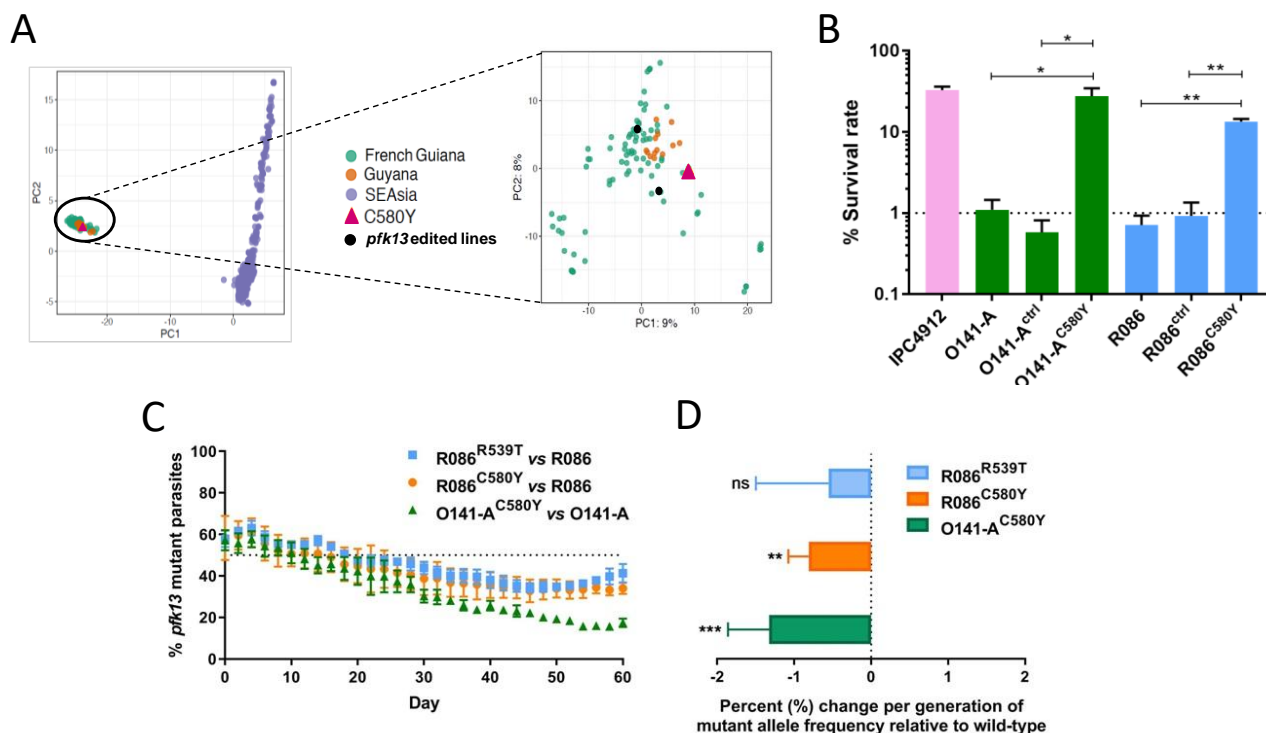 A
PC2
15
10
5
0
-5
-20
-10
0
PC1
French Guiana
Guyana
SEAsia
C580Y
pfk13 edited lines
PC2: 8%
10
0
-10
-10
0
10
20
PC1: 9%
B
% Survival rate
100
10
1
0.1
*
*
**
**
IPC4912
O141-A
O141-A^ctrl
O141-A^C580Y
R086
R086^ctrl
R086^C580Y
C
% pfk13 mutant parasites
100
80
60
40
20
0
0
10
20
30
40
50
60
Day
R086^R539T vs R086
R086^C580Y vs R086
O141-A^C580Y vs O141-A
D
ns
**
***
R086^R539T
R086^C580Y
O141-A^C580Y
-2
-1
0
1
2
Percent (%) change per generation of
mutant allele frequency relative to wild-type